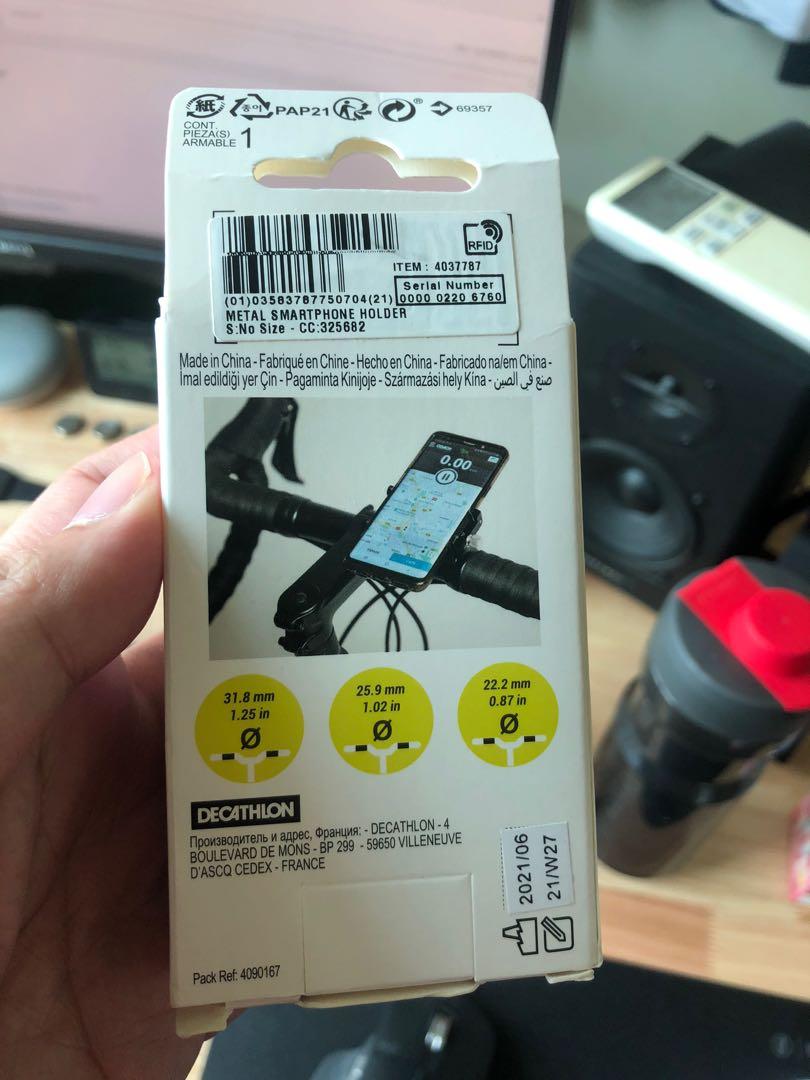 紙 종이 PAP21 69357
CONT.
PIEZA(S)
ARMABLE 1
RFID
ITEM : 4037787
Serial Number
(01)03583787750704(21) 0000 0220 6760
METAL SMARTPHONE HOLDER
S:No Size - CC:325682
Made in China - Fabriqué en Chine - Hecho en China - Fabricado na/em China -
İmal edildiği yer Çin - Pagaminta Kinijoje - Származási hely Kína - صنع في الصين
0.00
31.8 mm
1.25 in
Ø
25.9 mm
1.02 in
Ø
22.2 mm
0.87 in
Ø
DECATHLON
Производитель и адрес, Франция: - DECATHLON - 4
BOULEVARD DE MONS - BP 299 - 59650 VILLENEUVE
D'ASCQ CEDEX - FRANCE
2021/06
21/W27
Pack Ref: 4090167